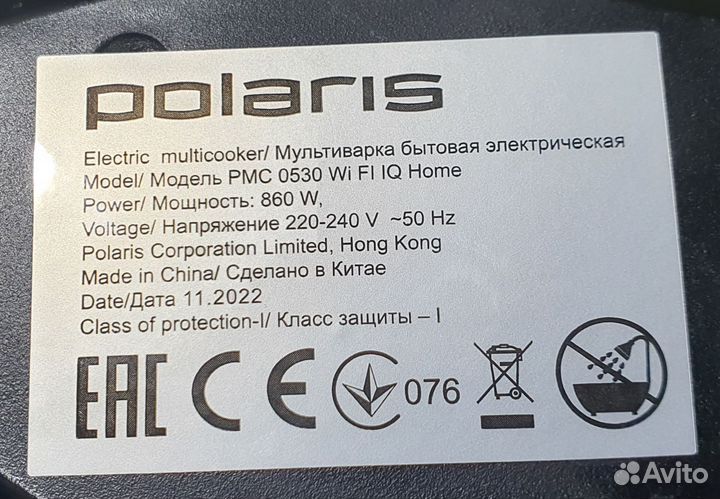 polaris
Electric multicooker/ Мультиварка бытовая электрическая
Model/ Модель PMC 0530 Wi FI IQ Home
Power/ Мощность: 860 W,
Voltage/ Напряжение 220-240 V ~50 Hz
Polaris Corporation Limited, Hong Kong
Made in China/ Сделано в Китае
Date/Дата 11.2022
Class of protection-I/ Класс защиты – I
EAC CE 076
Avito